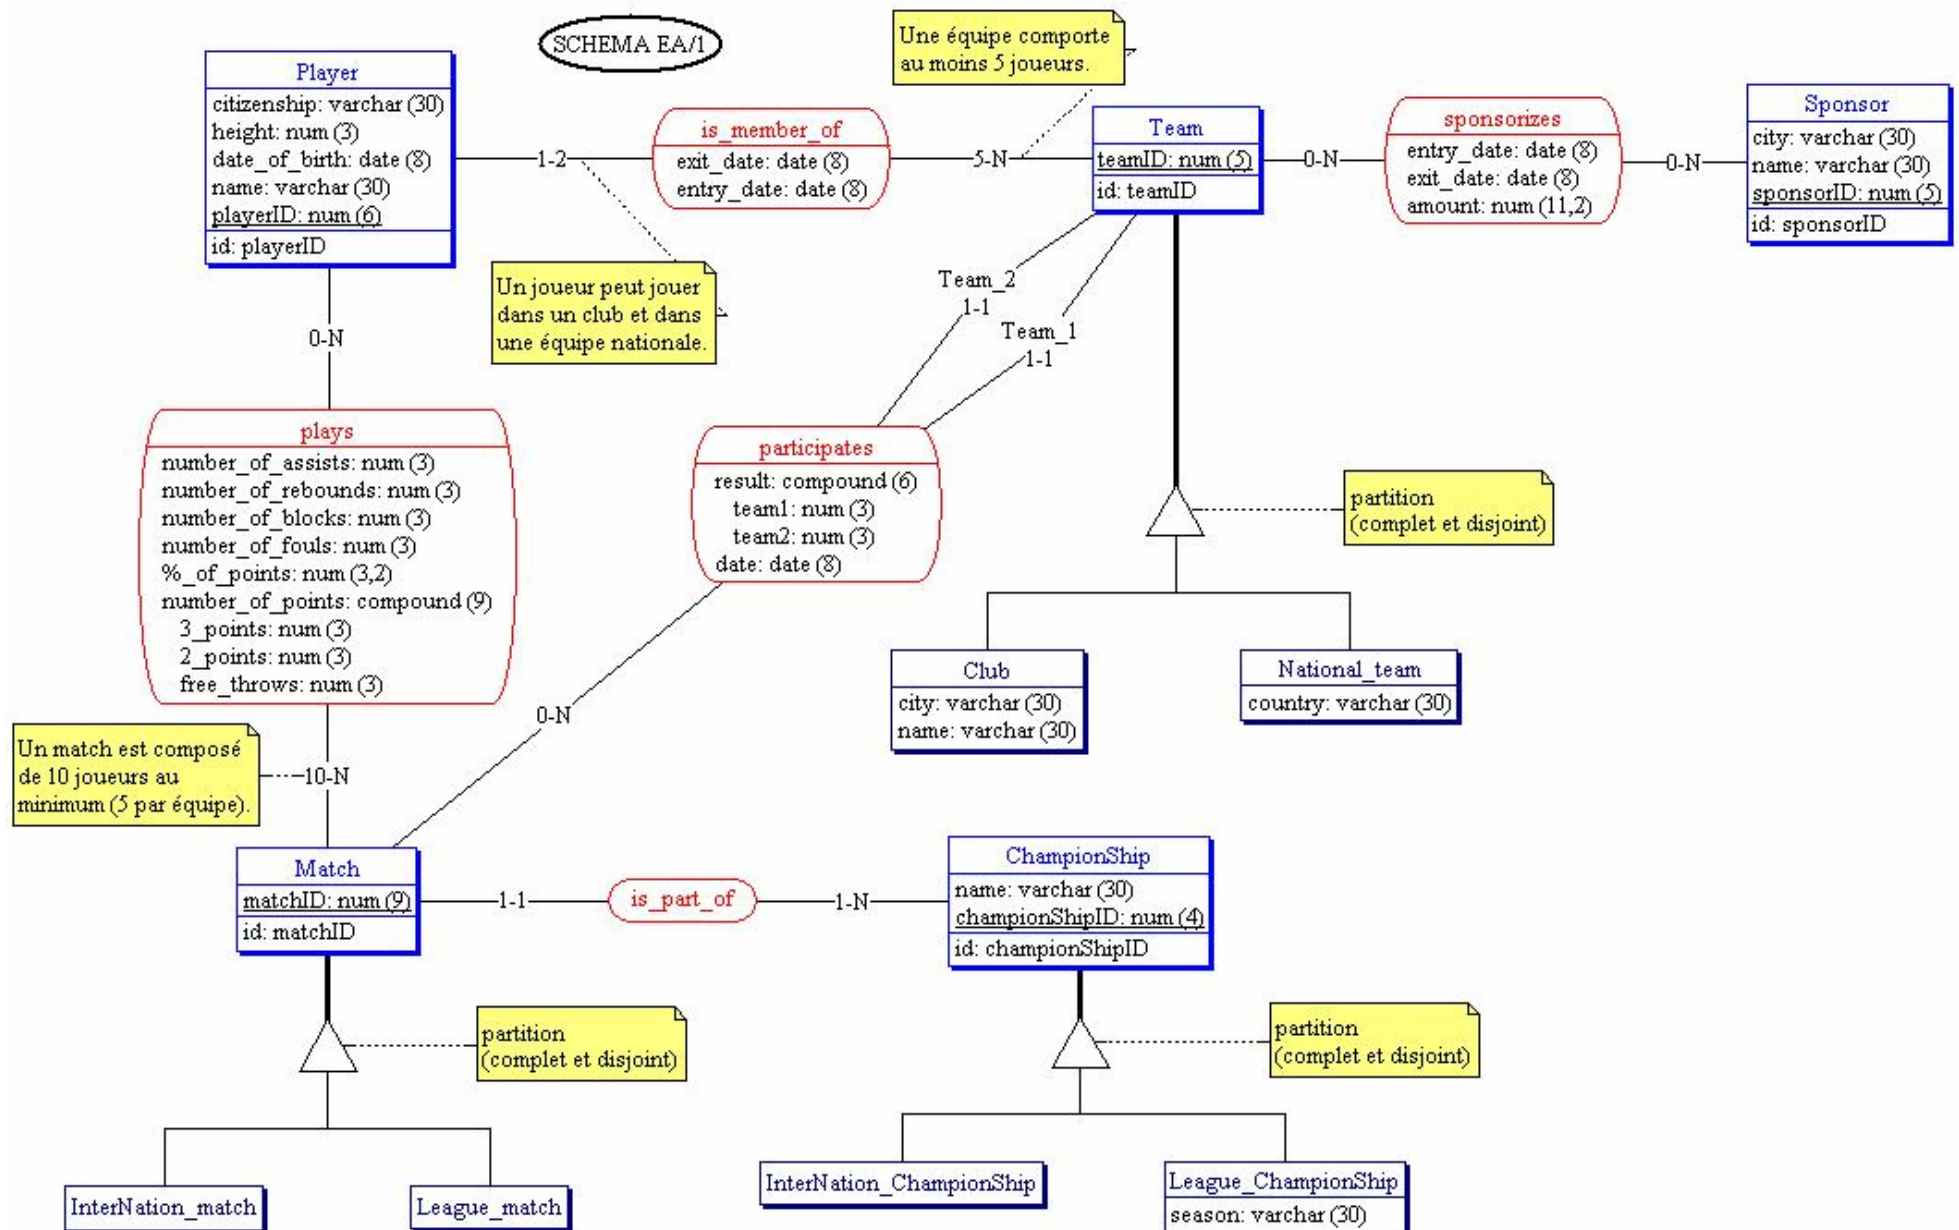 SCHEMA EA/1
Une équipe comporte
au moins 5 joueurs.
Player
citizenship: varchar (30)
height: num (3)
date_of_birth: date (8)
name: varchar (30)
playerID: num (6)
id: playerID
1-2
is_member_of
exit_date: date (8)
entry_date: date (8)
5-N
Team
teamID: num (5)
id: teamID
0-N
sponsorizes
entry_date: date (8)
exit_date: date (8)
amount: num (11,2)
0-N
Sponsor
city: varchar (30)
name: varchar (30)
sponsorID: num (5)
id: sponsorID
Un joueur peut jouer
dans un club et dans
une équipe nationale.
Team_2
1-1
Team_1
1-1
0-N
plays
number_of_assists: num (3)
number_of_rebounds: num (3)
number_of_blocks: num (3)
number_of_fouls: num (3)
%_of_points: num (3,2)
number_of_points: compound (9)
3_points: num (3)
2_points: num (3)
free_throws: num (3)
participates
result: compound (6)
team1: num (3)
team2: num (3)
date: date (8)
partition
(complet et disjoint)
Club
city: varchar (30)
name: varchar (30)
National_team
country: varchar (30)
0-N
Un match est composé
de 10 joueurs au
minimum (5 par équipe).
10-N
Match
matchID: num (9)
id: matchID
1-1
is_part_of
1-N
ChampionShip
name: varchar (30)
championShipID: num (4)
id: championShipID
partition
(complet et disjoint)
partition
(complet et disjoint)
InterNation_match
League_match
InterNation_ChampionShip
League_ChampionShip
season: varchar (30)